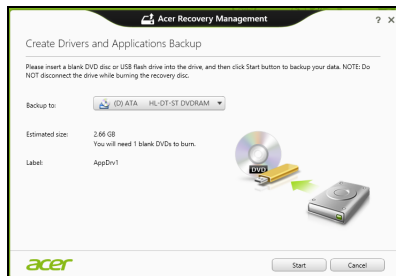 Acer Recovery Management
? X
Create Drivers and Applications Backup
Please insert a blank DVD disc or USB flash drive into the drive, and then click Start button to backup your data. NOTE: Do
NOT disconnect the drive while burning the recovery disc.
Backup to: (D) ATA HL-DT-ST DVDRAM
Estimated size: 2.66 GB
You will need 1 blank DVDs to burn.
Label: AppDrv1
DVD
acer Start Cancel